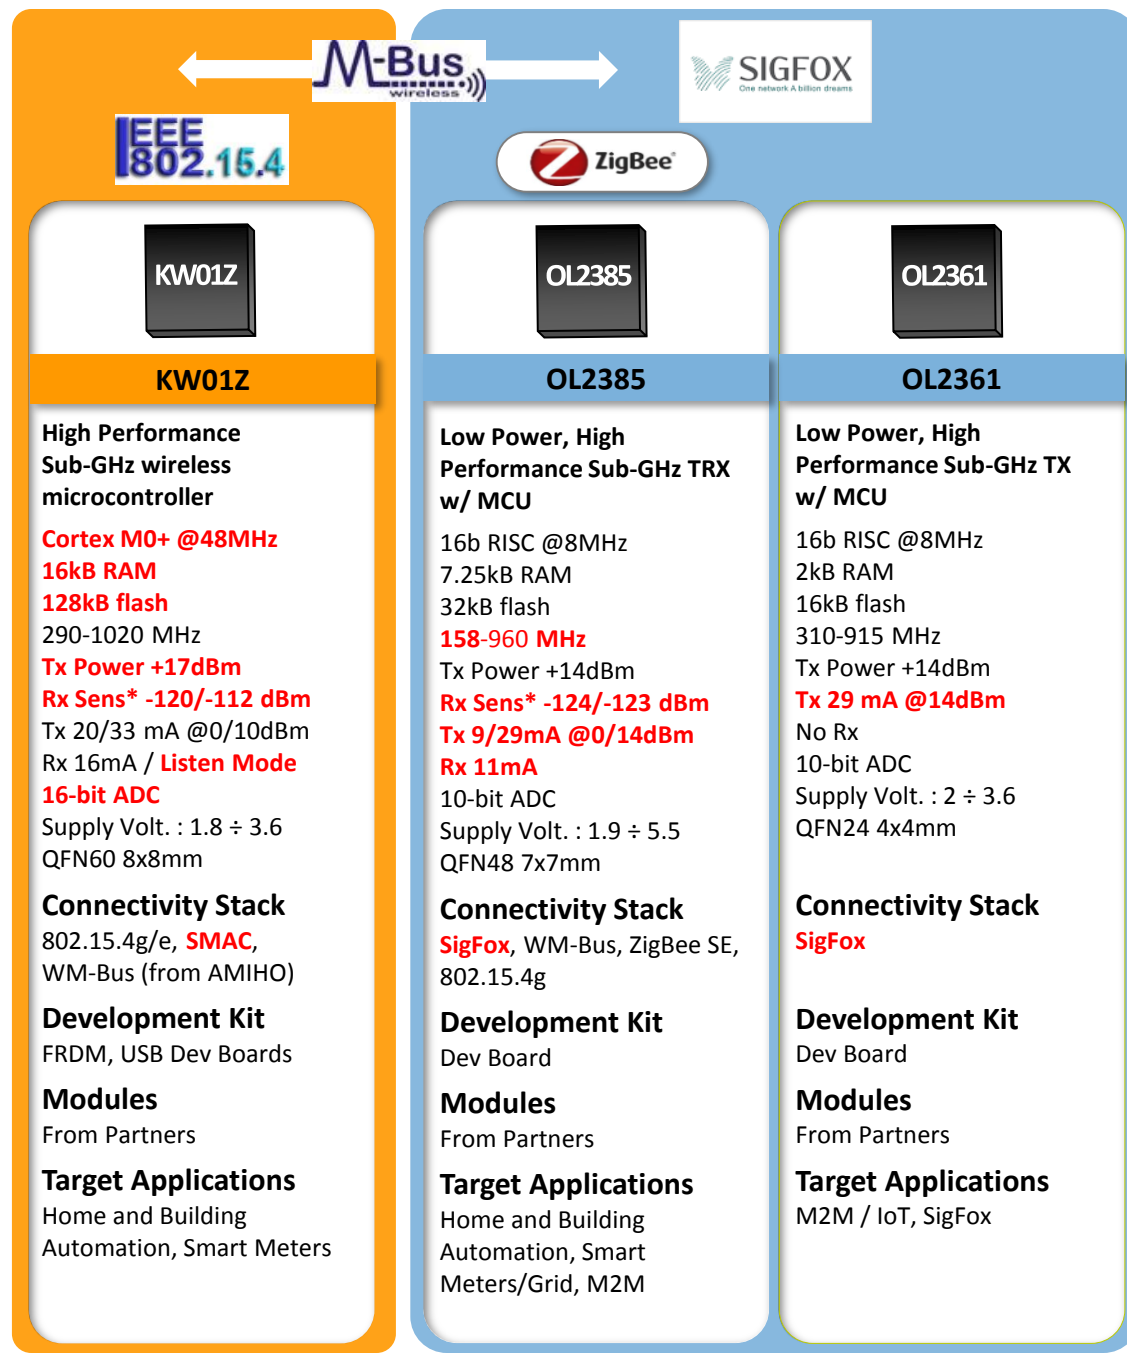 M-Bus
wireless
SIGFOX
One network A billion dreams
IEEE
802.15.4
ZigBee®
KW01Z
KW01Z
High Performance
Sub-GHz wireless
microcontroller
Cortex M0+ @48MHz
16kB RAM
128kB flash
290-1020 MHz
Tx Power +17dBm
Rx Sens* -120/-112 dBm
Tx 20/33 mA @0/10dBm
Rx 16mA / Listen Mode
16-bit ADC
Supply Volt. : 1.8 ÷ 3.6
QFN60 8x8mm
Connectivity Stack
802.15.4g/e, SMAC,
WM-Bus (from AMIHO)
Development Kit
FRDM, USB Dev Boards
Modules
From Partners
Target Applications
Home and Building
Automation, Smart Meters
OL2385
OL2385
Low Power, High
Performance Sub-GHz TRX
w/ MCU
16b RISC @8MHz
7.25kB RAM
32kB flash
158-960 MHz
Tx Power +14dBm
Rx Sens* -124/-123 dBm
Tx 9/29mA @0/14dBm
Rx 11mA
10-bit ADC
Supply Volt. : 1.9 ÷ 5.5
QFN48 7x7mm
Connectivity Stack
SigFox, WM-Bus, ZigBee SE,
802.15.4g
Development Kit
Dev Board
Modules
From Partners
Target Applications
Home and Building
Automation, Smart
Meters/Grid, M2M
OL2361
OL2361
Low Power, High
Performance Sub-GHz TX
w/ MCU
16b RISC @8MHz
2kB RAM
16kB flash
310-915 MHz
Tx Power +14dBm
Tx 29 mA @14dBm
No Rx
10-bit ADC
Supply Volt. : 2 ÷ 3.6
QFN24 4x4mm
Connectivity Stack
SigFox
Development Kit
Dev Board
Modules
From Partners
Target Applications
M2M / IoT, SigFox